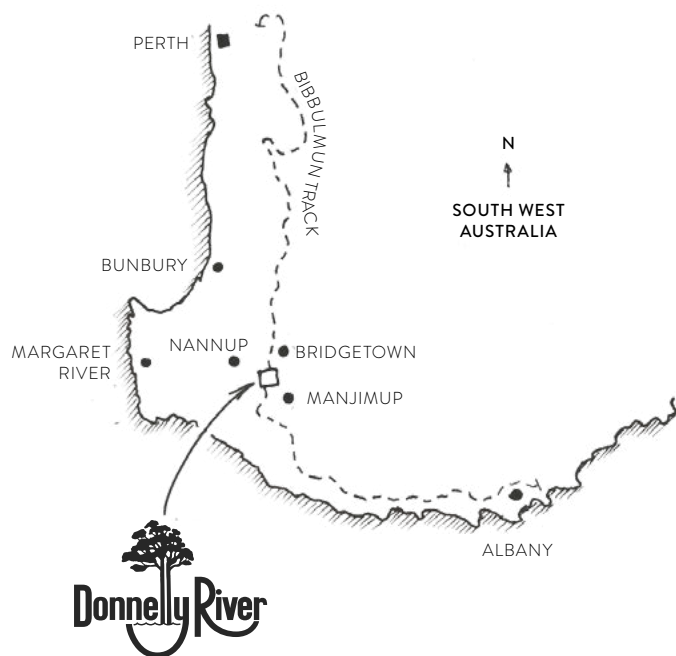 PERTH
BIBBULMUN TRACK
N
SOUTH WEST
AUSTRALIA
BUNBURY
MARGARET
RIVER
NANNUP
BRIDGETOWN
MANJIMUP
ALBANY
Donnelly River